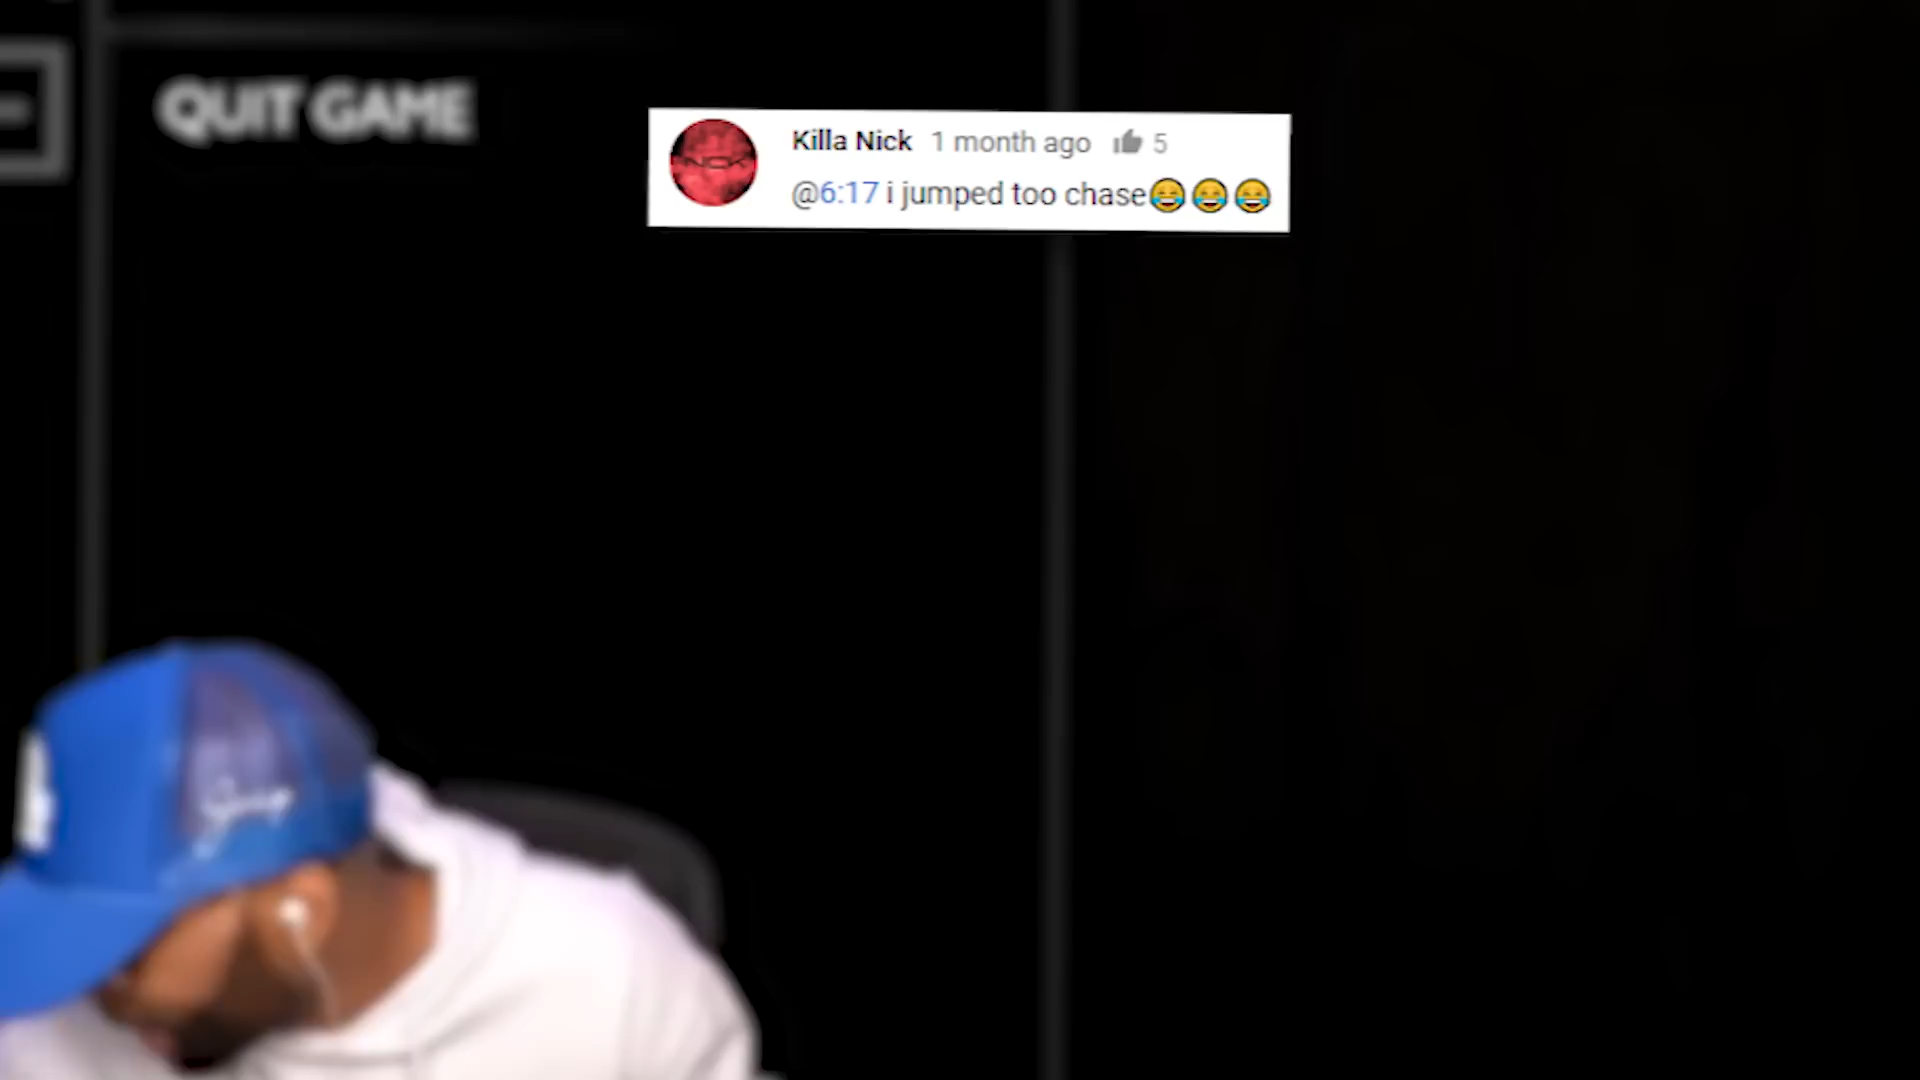 QUIT GAME
Killa Nick 1 month ago 5
@6:17 i jumped too chase😂😂😂